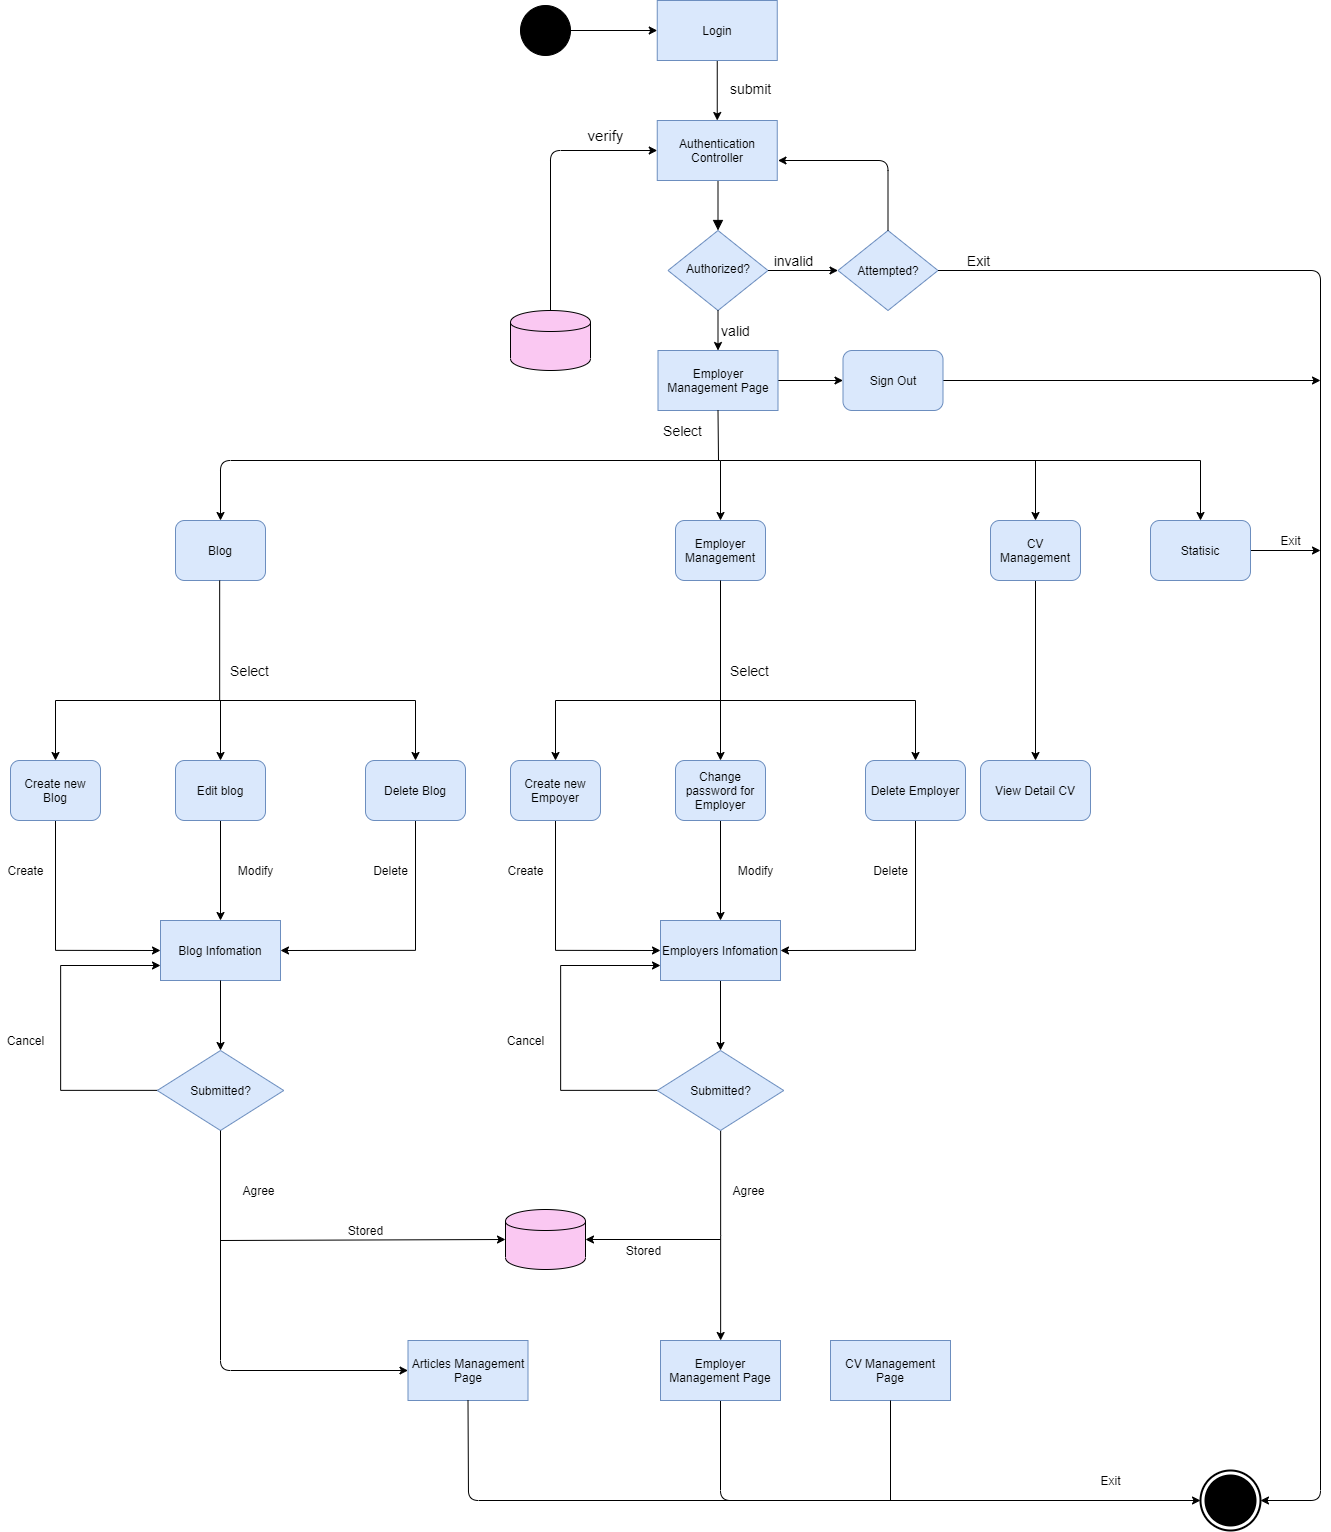 Login
submit
verify
Authentication
Controller
Authorized?
invalid
Attempted?
Exit
valid
Employer
Management Page
Sign Out
Select
Blog
Employer
Management
CV
Management
Statisic
Exit
Select
Select
Create new
Blog
Edit blog
Delete Blog
Create new
Empoyer
Change
password for
Employer
Delete Employer
View Detail CV
Create
Modify
Delete
Create
Modify
Delete
Blog Infomation
Employers Infomation
Cancel
Cancel
Submitted?
Submitted?
Agree
Agree
Stored
Stored
Articles Management
Page
Employer
Management Page
CV Management
Page
Exit